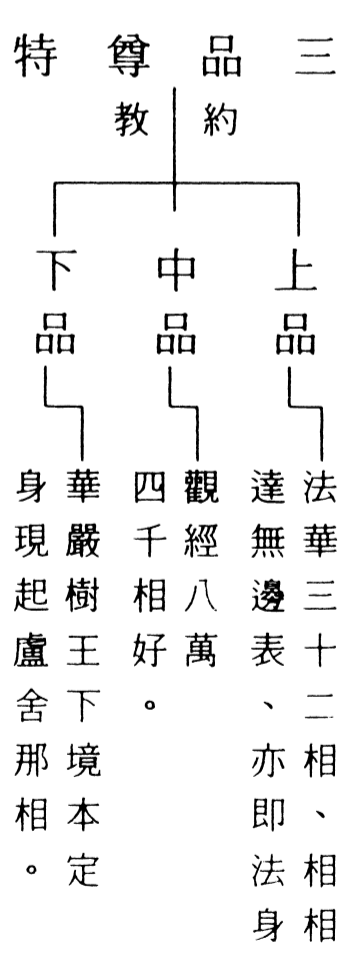 三品尊特
約教
上品
法華三十二相、相相
達無邊表、亦即法身
中品
觀經八萬
四千相好。
下品
華嚴樹王下境本定
身現起盧舍那相。